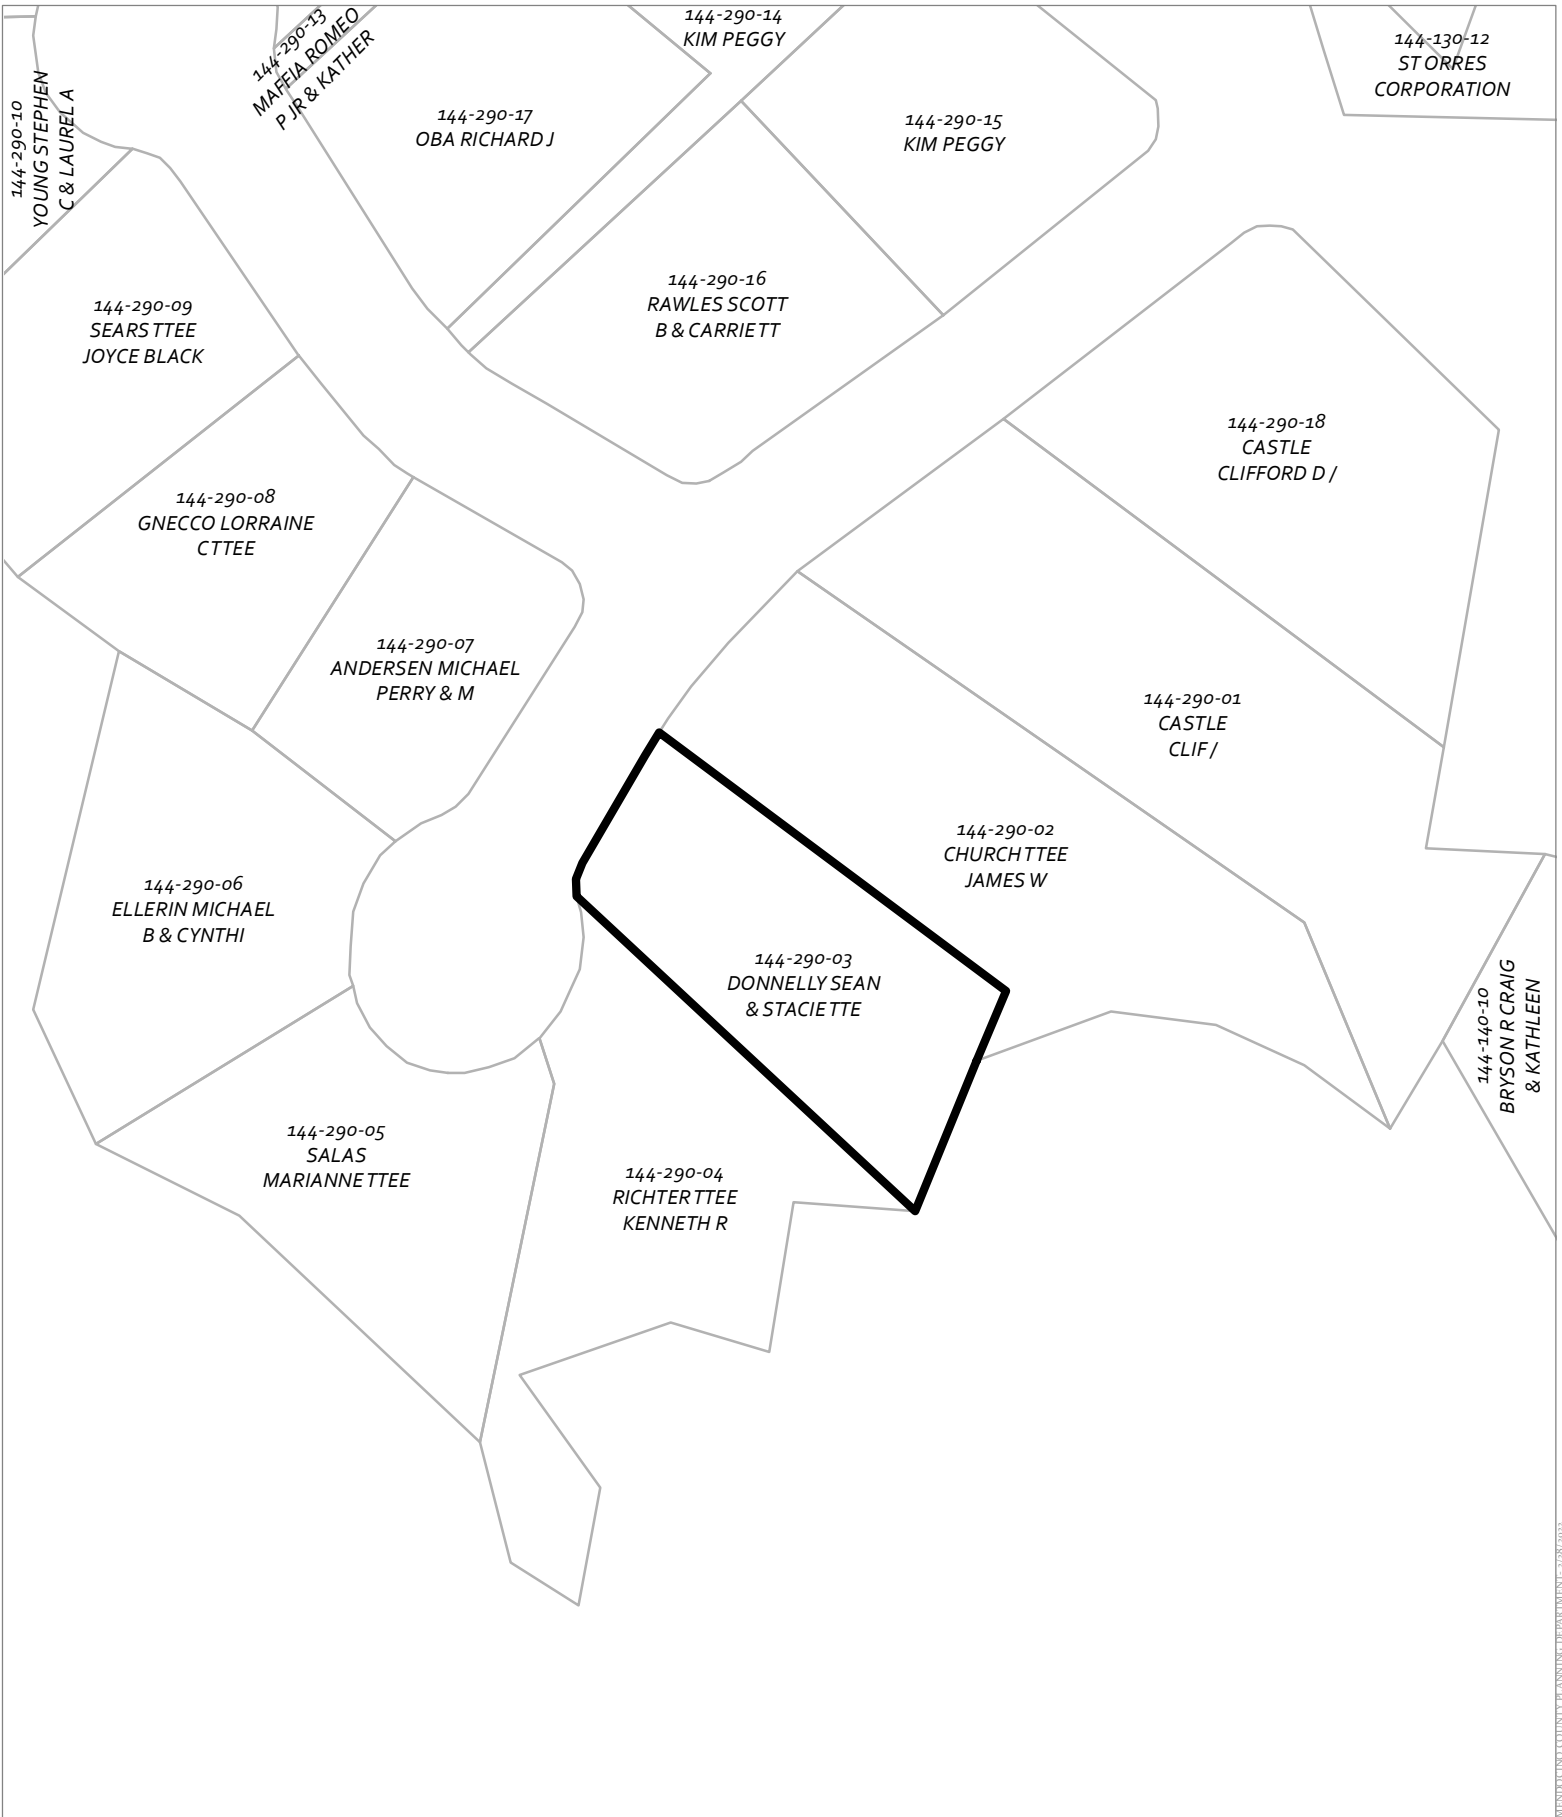 144-290-10
YOUNG STEPHEN
C & LAUREL A
144-290-13
MAFFIA ROMEO
P JR & KATHER
144-290-14
KIM PEGGY
144-130-12
ST ORRES
CORPORATION
144-290-17
OBA RICHARD J
144-290-15
KIM PEGGY
144-290-16
RAWLES SCOTT
B & CARRIE TT
144-290-09
SEARS TTEE
JOYCE BLACK
144-290-18
CASTLE
CLIFFORD D /
144-290-08
GNECCO LORRAINE
C TTEE
144-290-07
ANDERSEN MICHAEL
PERRY & M
144-290-01
CASTLE
CLIF /
144-290-02
CHURCH TTEE
JAMES W
144-290-06
ELLERIN MICHAEL
B & CYNTHI
144-290-03
DONNELLY SEAN
& STACIE TTE
144-140-10
BRYSON R CRAIG
& KATHLEEN
144-290-05
SALAS
MARIANNE TTEE
144-290-04
RICHTER TTEE
KENNETH R
MENDOCINO COUNTY PLANNING DEPARTMENT-